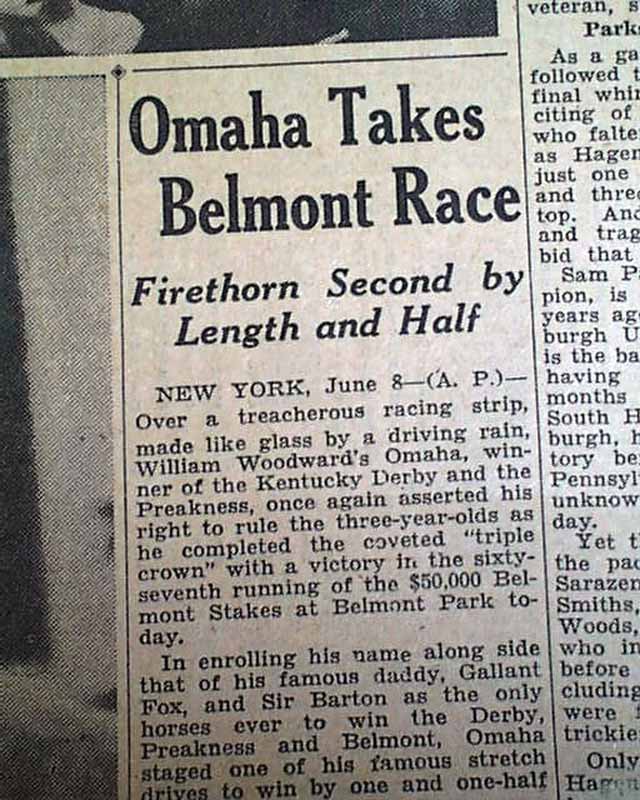 Omaha Takes
Belmont Race
Firethorn Second by
Length and Half
NEW YORK, June 8—(A. P.)—
Over a treacherous racing strip,
made like glass by a driving rain,
William Woodward's Omaha, win-
ner of the Kentucky Derby and the
Preakness, once again asserted his
right to rule the three-year-olds as
he completed the coveted "triple
crown" with a victory in the sixty-
seventh running of the $50,000 Bel-
mont Stakes at Belmont Park to-
day.
In enrolling his name along side
that of his famous daddy, Gallant
Fox, and Sir Barton as the only
horses ever to win the Derby,
Preakness and Belmont, Omaha
staged one of his famous stretch
drives to win by one and one-half
veteran, s
Park
As a ga
followed t
final whi
citing of
who falte
as Hagen
just one
and thre
top. An
and trag
bid that
Sam P
pion, is
years ag
burgh U
is the ba
having
months
South H
burgh, h
tory be
Pennsyl
unknow
day.
Yet t
the pac
Sarazen
Smiths,
Woods,
who in
before
cluding
were
trickie
Only
Hagen